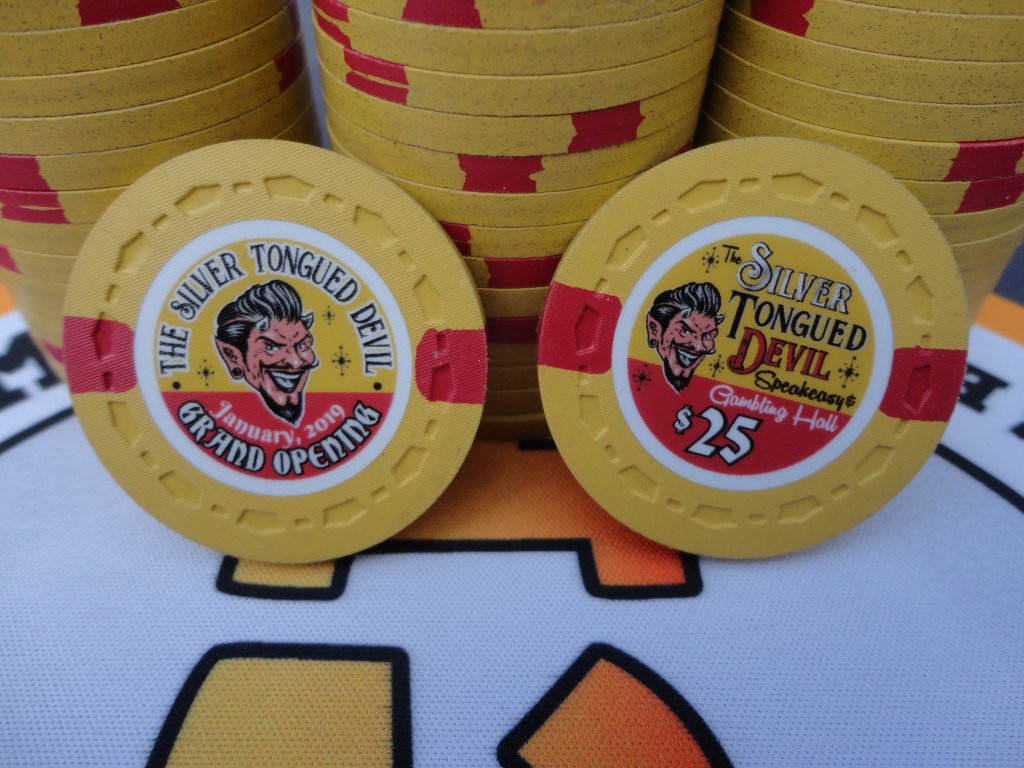 THE SILVER TONGUED DEVIL
January, 2019
GRAND OPENING
The
SILVER
TONGUED
DEVIL
Speakeasy &
Gambling Hall
$25